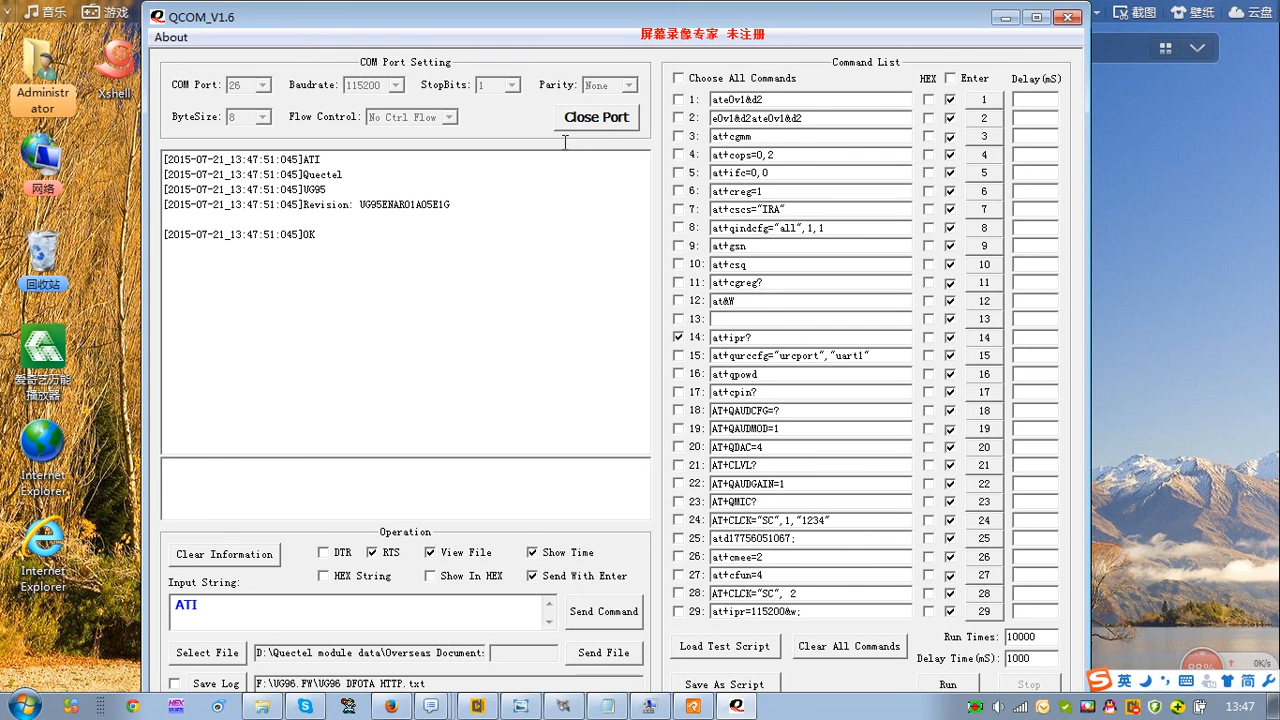 音乐
游戏
QCOM_V1.6
截图
壁纸
云盘
About
屏幕录像专家 未注册
Administr
ator
Xshell
网络
回收站
爱奇艺万能
播放器
Internet
Explorer
Internet
Explorer
COM Port Setting
COM Port: 26
Baudrate: 115200
StopBits: 1
Parity: None
ByteSize: 8
Flow Control: No Ctrl Flow
Close Port
[2015-07-21_13:47:51:045]ATI
[2015-07-21_13:47:51:045]Quectel
[2015-07-21_13:47:51:045]UG95
[2015-07-21_13:47:51:045]Revision: UG95ENAR01A05E1G
[2015-07-21_13:47:51:045]OK
Operation
Clear Information
DTR
RTS
View File
Show Time
HEX String
Show In HEX
Send With Enter
Input String:
ATI
Send Command
Select File
D:\Quectel module data\Overseas Document:
Send File
Save Log
F:\UG96_FW\UG96_DFOTA_HTTP.txt
Command List
Choose All Commands
HEX
Enter
Delay(mS)
1: ate0v1&d2 1
2: e0v1&d2ate0v1&d2 2
3: at+cgmm 3
4: at+cops=0,2 4
5: at+ifc=0,0 5
6: at+creg=1 6
7: at+cscs="IRA" 7
8: at+qindcfg="all",1,1 8
9: at+gsn 9
10: at+csq 10
11: at+cgreg? 11
12: at&W 12
13: 13
14: at+ipr? 14
15: at+qurccfg="urcport","uart1" 15
16: at+qpowd 16
17: at+cpin? 17
18: AT+QAUDCFG=? 18
19: AT+QAUDMOD=1 19
20: AT+QDAC=4 20
21: AT+CLVL? 21
22: AT+QAUDGAIN=1 22
23: AT+QMIC? 23
24: AT+CLCK="SC",1,"1234" 24
25: atd17756051067; 25
26: at+cmee=2 26
27: at+cfun=4 27
28: AT+CLCK="SC", 2 28
29: at+ipr=115200&w; 29
Load Test Script
Clear All Commands
Run Times: 10000
Delay Time(mS): 1000
Save As Script
Run
Stop
88%
0K/s
英
简
HEX
13:47